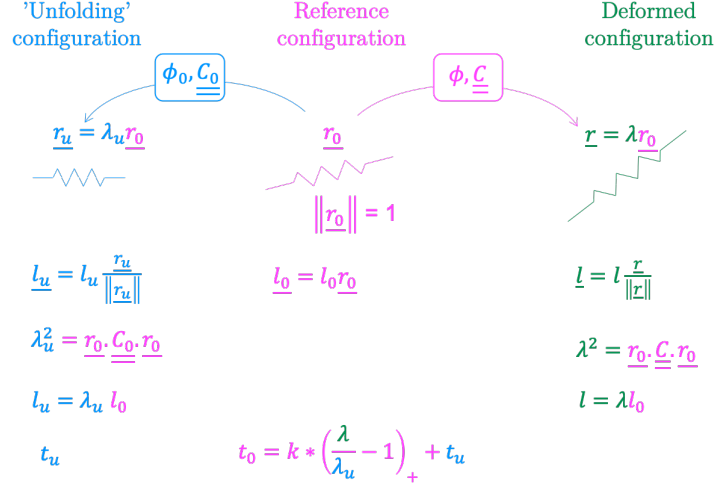 'Unfolding' configuration
Reference configuration
Deformed configuration
ϕ₀, C₀
ϕ, C
r_u = λ_u r₀
r₀
r = λr₀
‖r₀‖ = 1
l_u = l_u r_u / ‖r_u‖
l₀ = l₀r₀
l = l r / ‖r‖
λ_u² = r₀. C₀. r₀
λ² = r₀. C. r₀
l_u = λ_u l₀
l = λl₀
t_u
t₀ = k * (λ / λ_u − 1)₊ + t_u